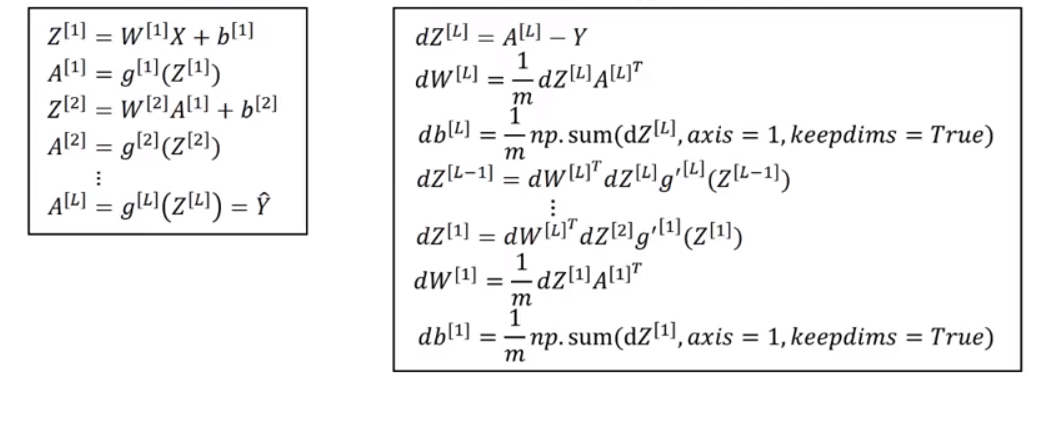 Z^[1] = W^[1]X + b^[1]
A^[1] = g^[1](Z^[1])
Z^[2] = W^[2]A^[1] + b^[2]
A^[2] = g^[2](Z^[2])
⋮
A^[L] = g^[L](Z^[L]) = Ŷ
dZ^[L] = A^[L] − Y
dW^[L] = 1/m dZ^[L]A^[L]^T
db^[L] = 1/m np.sum(dZ^[L], axis = 1, keepdims = True)
dZ^[L−1] = dW^[L]^T dZ^[L]g′^[L](Z^[L−1])
⋮
dZ^[1] = dW^[L]^T dZ^[2]g′^[1](Z^[1])
dW^[1] = 1/m dZ^[1]A^[1]^T
db^[1] = 1/m np.sum(dZ^[1], axis = 1, keepdims = True)